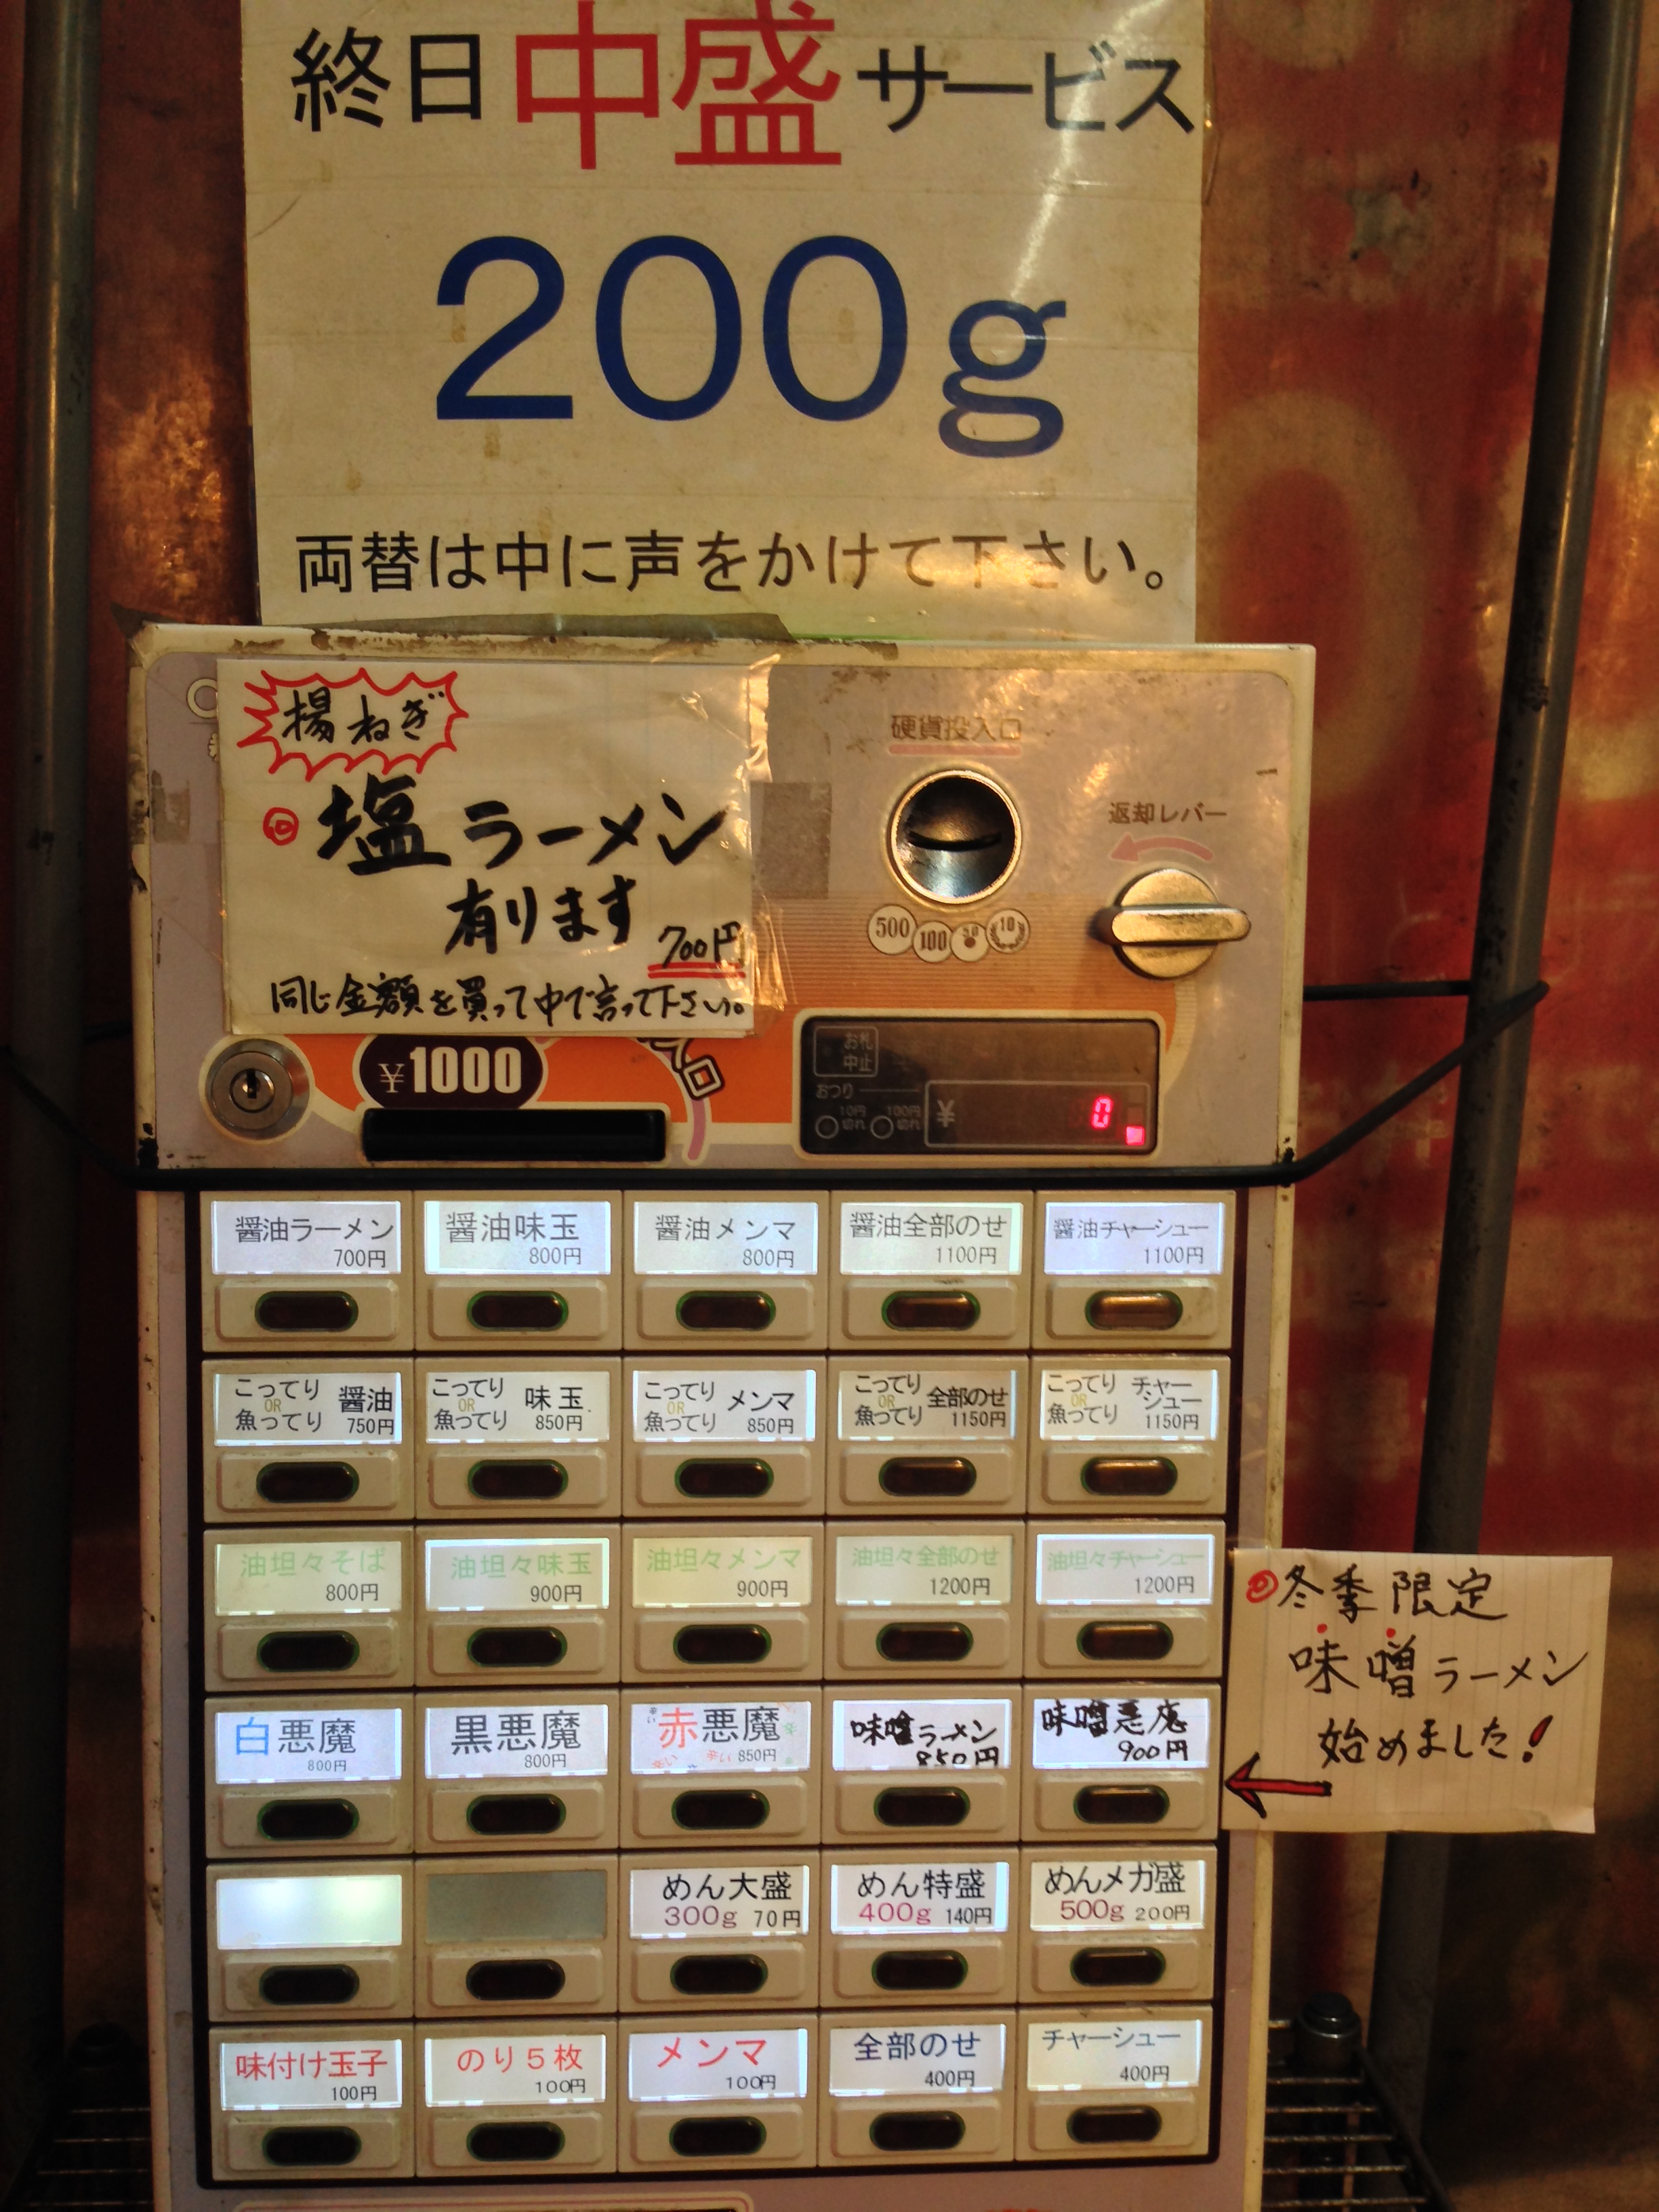 終日中盛サービス
200g
両替は中に声をかけて下さい。
揚ねぎ
塩ラーメン
有ります
700円
同じ金額を買って中で言って下さい。
硬貨投入口
返却レバー
500 100 50 10
¥1000
お札
中止
おつり
10円
切れ
100円
切れ
¥ 0
醤油ラーメン
700円
醤油味玉
800円
醤油メンマ
800円
醤油全部のせ
1100円
醤油チャーシュー
1100円
こってり
OR
魚ってり
醤油
750円
こってり
OR
魚ってり
味玉
850円
こってり
OR
魚ってり
メンマ
850円
こってり
OR
魚ってり
全部のせ
1150円
こってり
OR
魚ってり
チャー
シュー
1150円
油坦々そば
800円
油坦々味玉
900円
油坦々メンマ
900円
油坦々全部のせ
1200円
油坦々チャーシュー
1200円
冬季限定
味噌ラーメン
始めました!
白悪魔
800円
黒悪魔
800円
赤悪魔
850円
味噌ラーメン
850円
味噌悪魔
900円
めん大盛
300g 70円
めん特盛
400g 140円
めんメガ盛
500g 200円
味付け玉子
100円
のり5枚
100円
メンマ
100円
全部のせ
400円
チャーシュー
400円